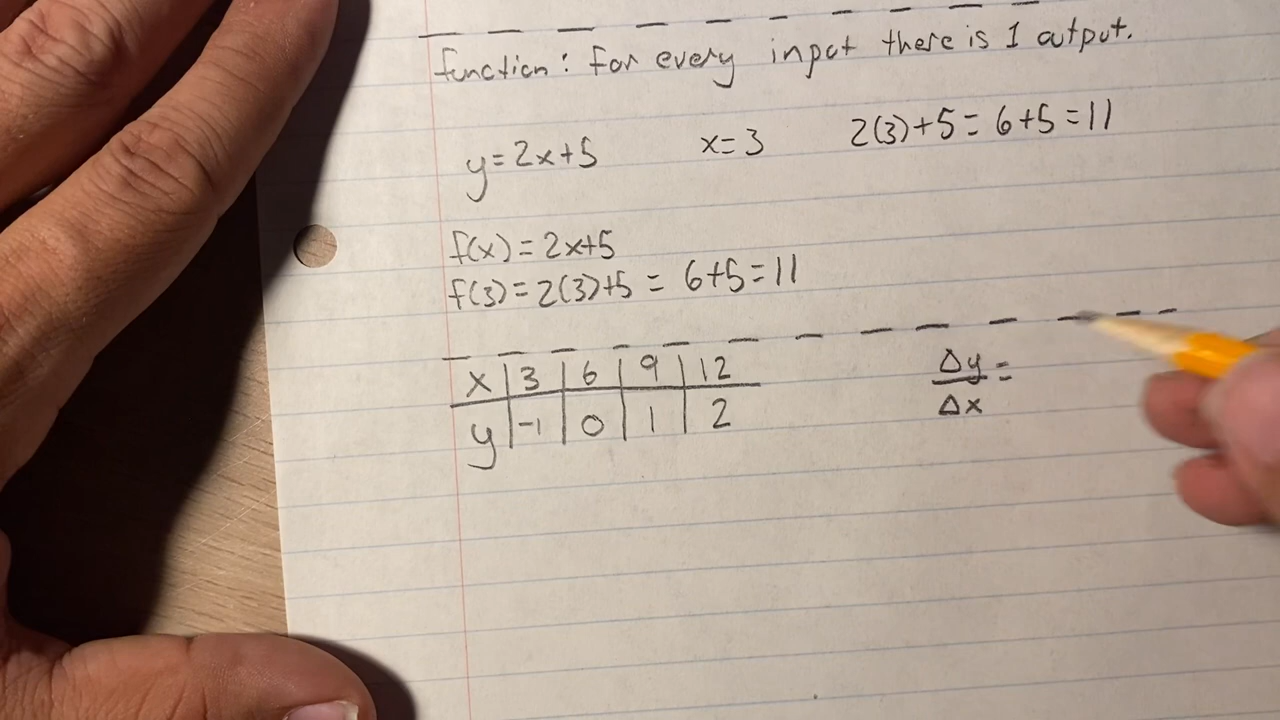 function: for every input there is 1 output.
y=2x+5 x=3 2(3)+5=6+5=11
f(x)=2x+5
f(3)=2(3)+5=6+5=11
x 3 6 9 12
y -1 0 1 2
Δy/Δx=